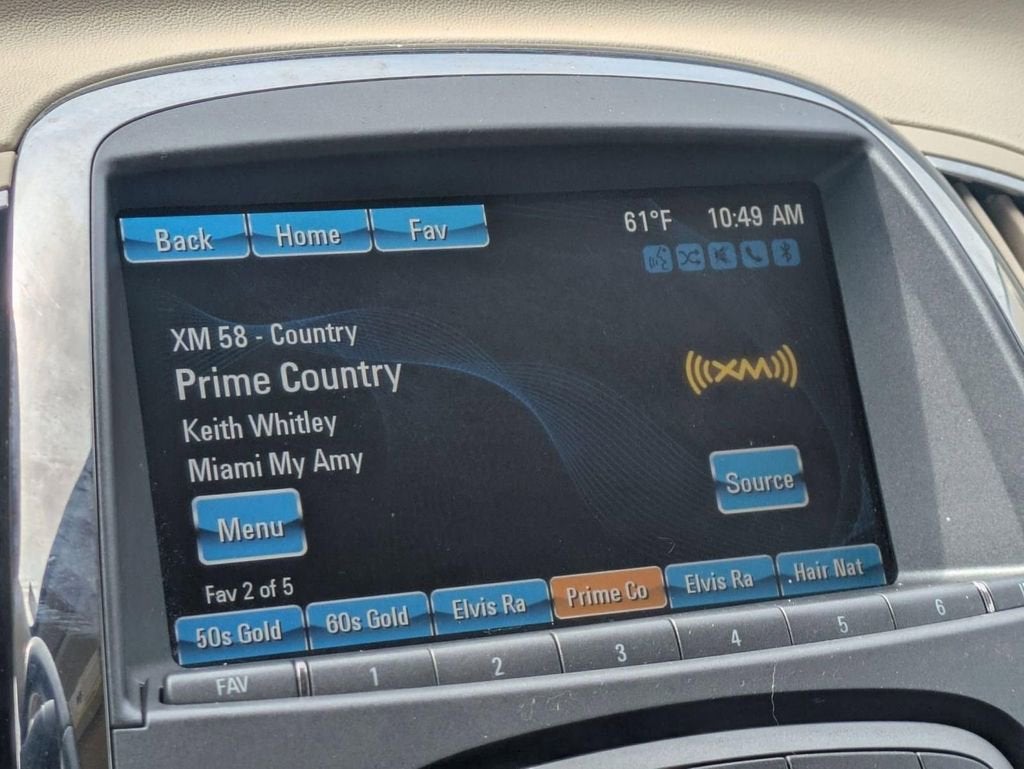 Back Home Fav
61°F 10:49 AM
XM 58 - Country
Prime Country
((XM))
Keith Whitley
Miami My Amy
Source
Menu
Fav 2 of 5
50s Gold 60s Gold Elvis Ra Prime Co Elvis Ra Hair Nat
FAV 1 2 3 4 5 6